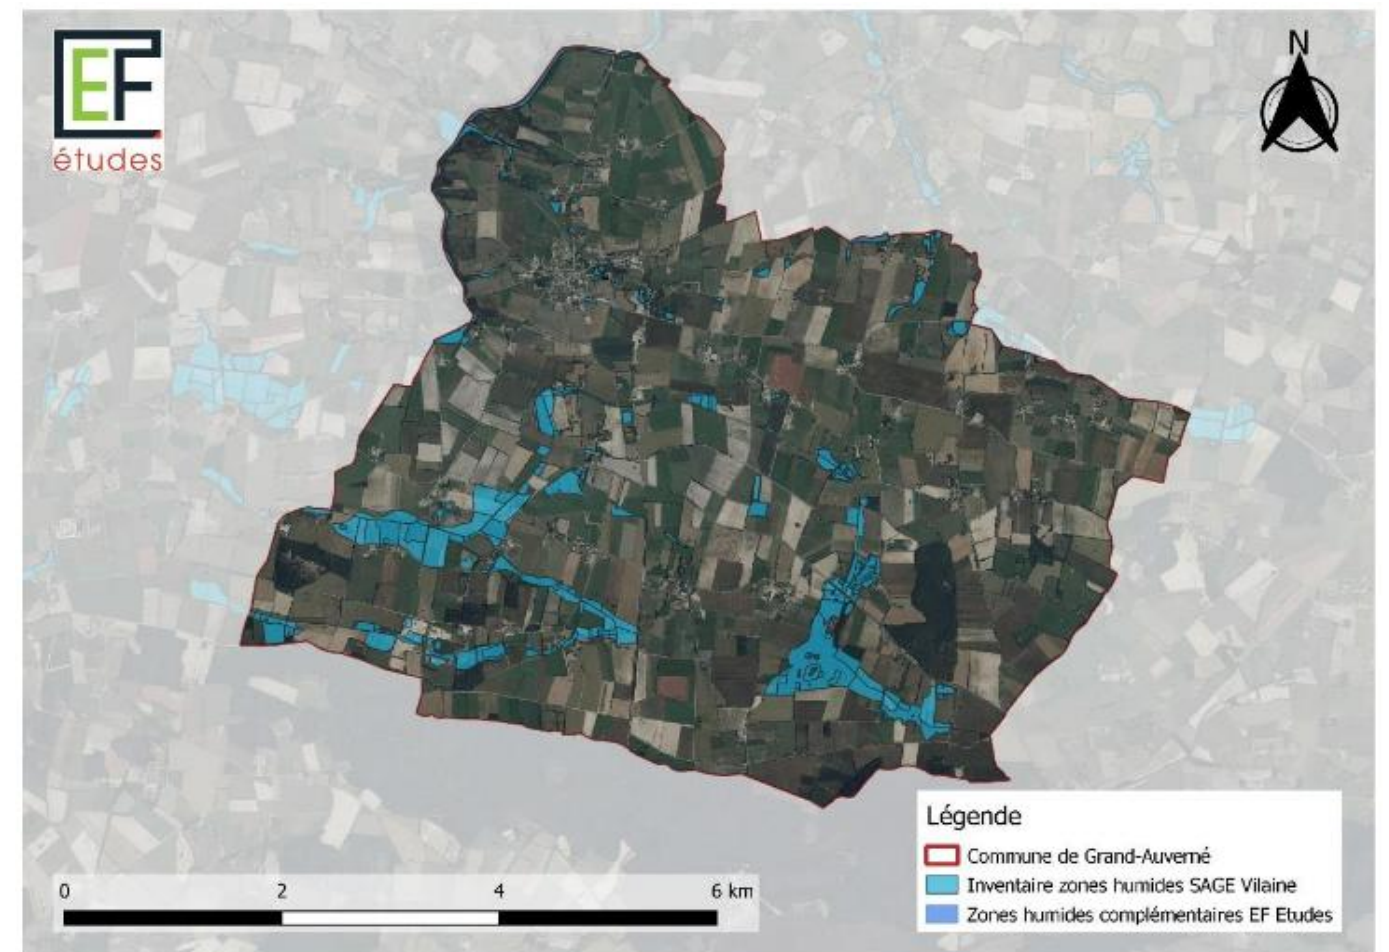 EF
études
N
Légende
Commune de Grand-Auverné
Inventaire zones humides SAGE Vilaine
Zones humides complémentaires EF Etudes
0 2 4 6 km